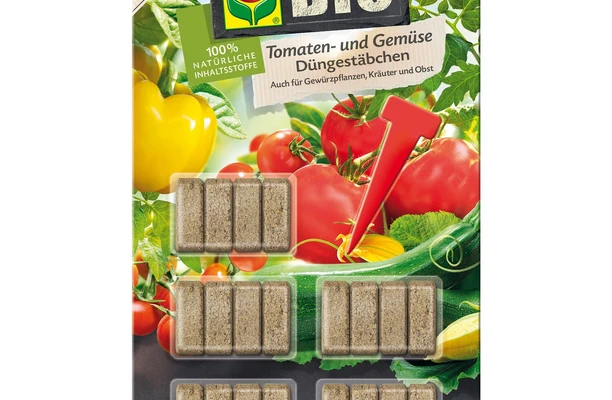 BIO
®
100%
NATÜRLICHE
INHALTSSTOFFE
Tomaten- und Gemüse
Düngestäbchen
Auch für Gewürzpflanzen, Kräuter und Obst